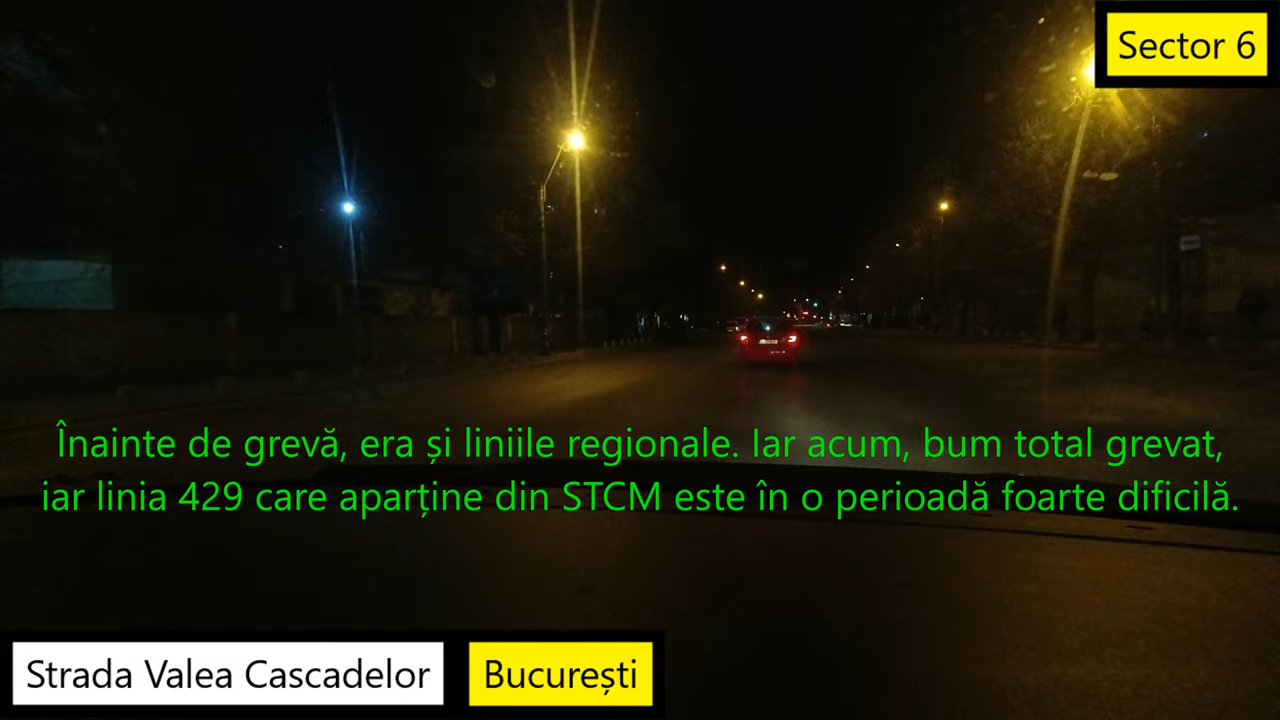 Sector 6
Înainte de grevă, era și liniile regionale. Iar acum, bum total grevat,
iar linia 429 care aparține din STCM este în o perioadă foarte dificilă.
Strada Valea Cascadelor
București